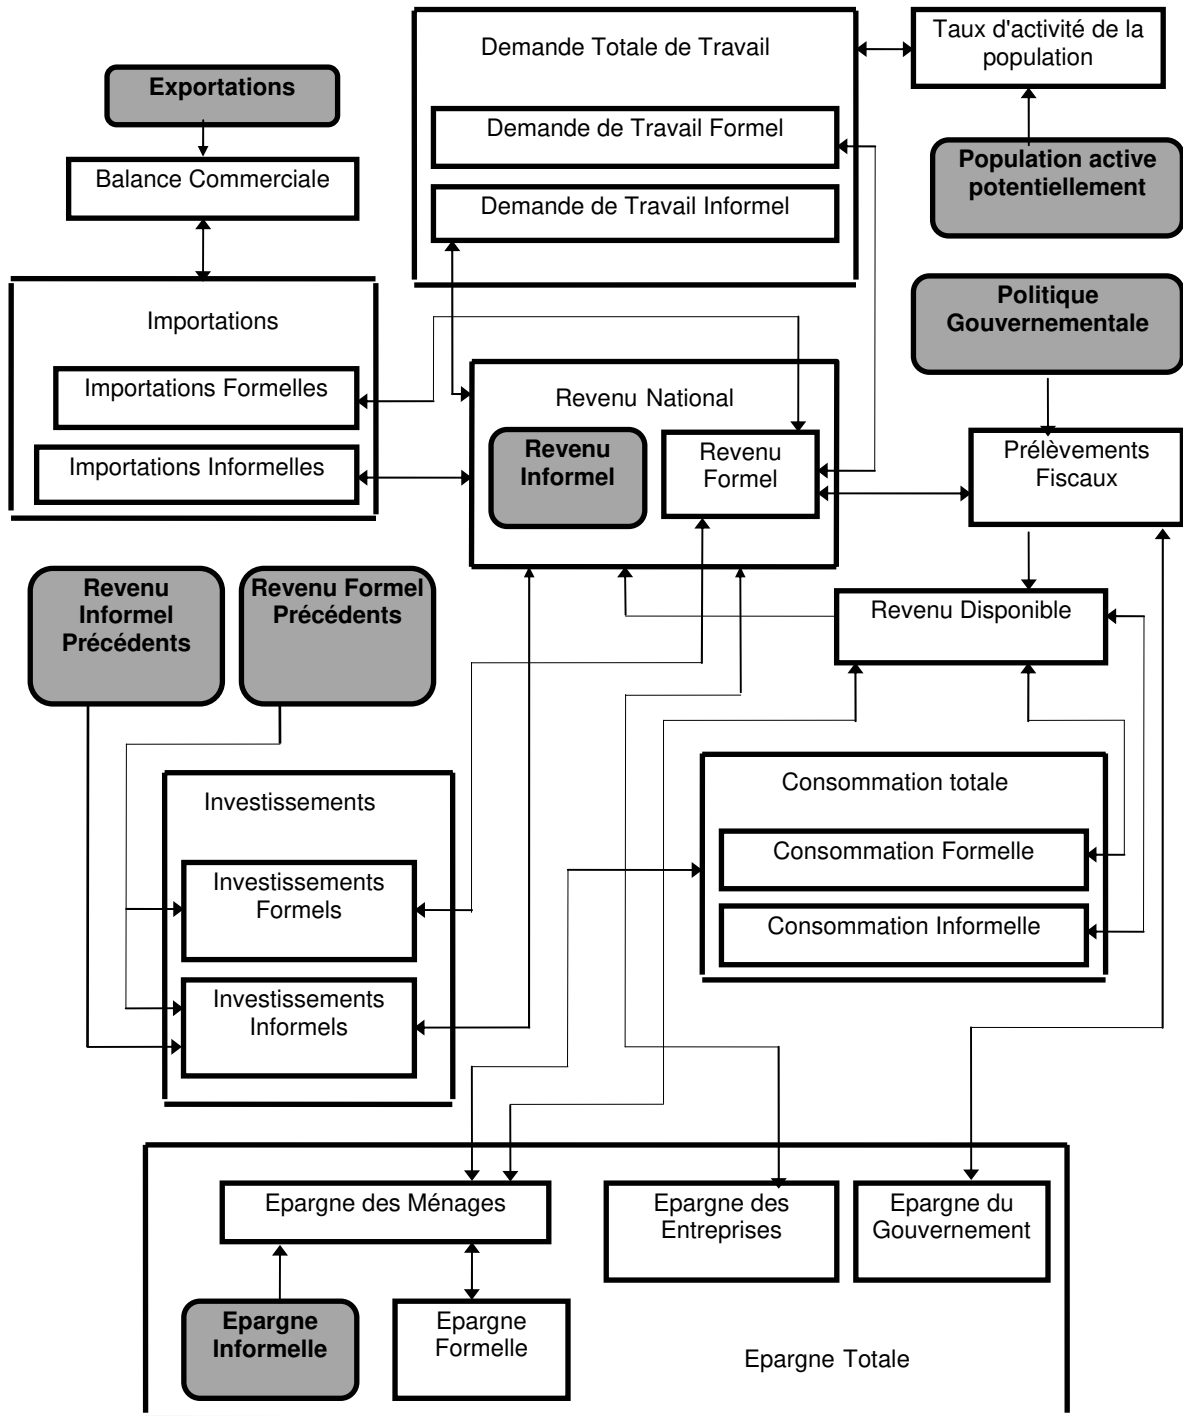 Demande Totale de Travail
Taux d'activité de la
population
Exportations
Demande de Travail Formel
Population active
potentiellement
Balance Commerciale
Demande de Travail Informel
Politique
Gouvernementale
Importations
Importations Formelles
Revenu National
Importations Informelles
Revenu
Informel
Revenu
Formel
Prélèvements
Fiscaux
Revenu
Informel
Précédents
Revenu Formel
Précédents
Revenu Disponible
Investissements
Consommation totale
Consommation Formelle
Investissements
Formels
Consommation Informelle
Investissements
Informels
Epargne des Ménages
Epargne des
Entreprises
Epargne du
Gouvernement
Epargne
Informelle
Epargne
Formelle
Epargne Totale